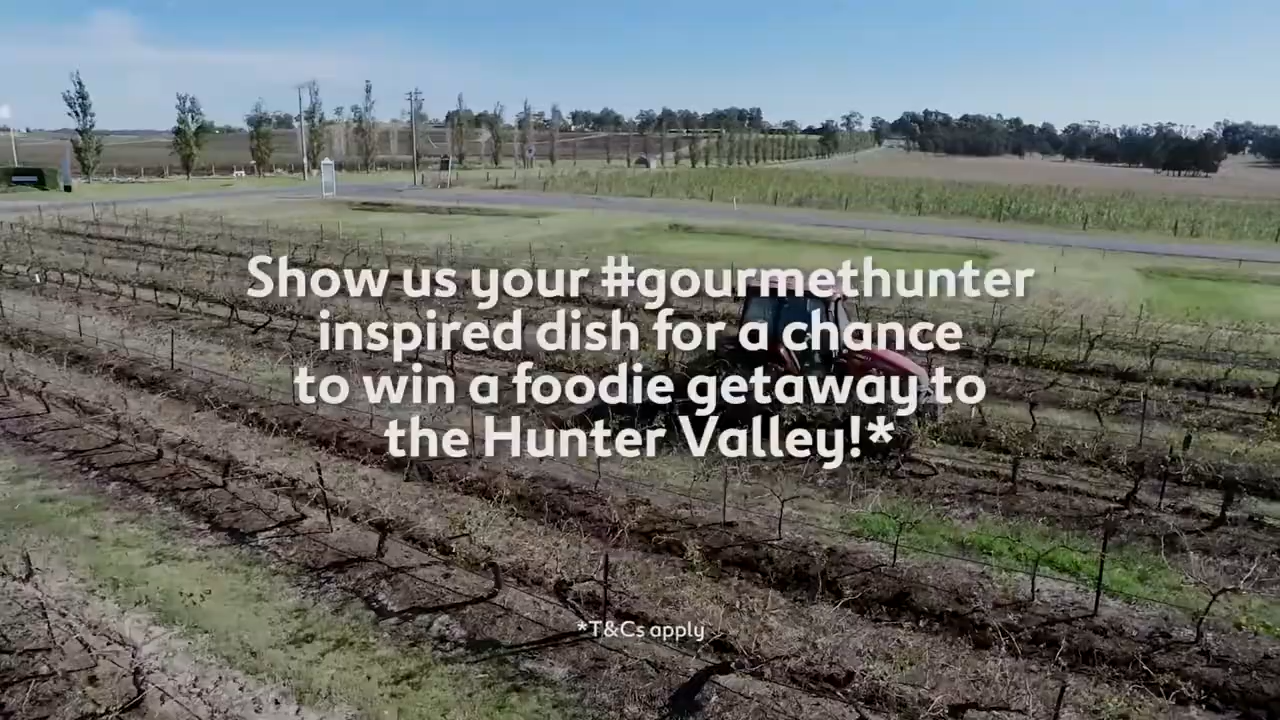 Show us your #gourmethunter
inspired dish for a chance
to win a foodie getaway to
the Hunter Valley!*
*T&Cs apply